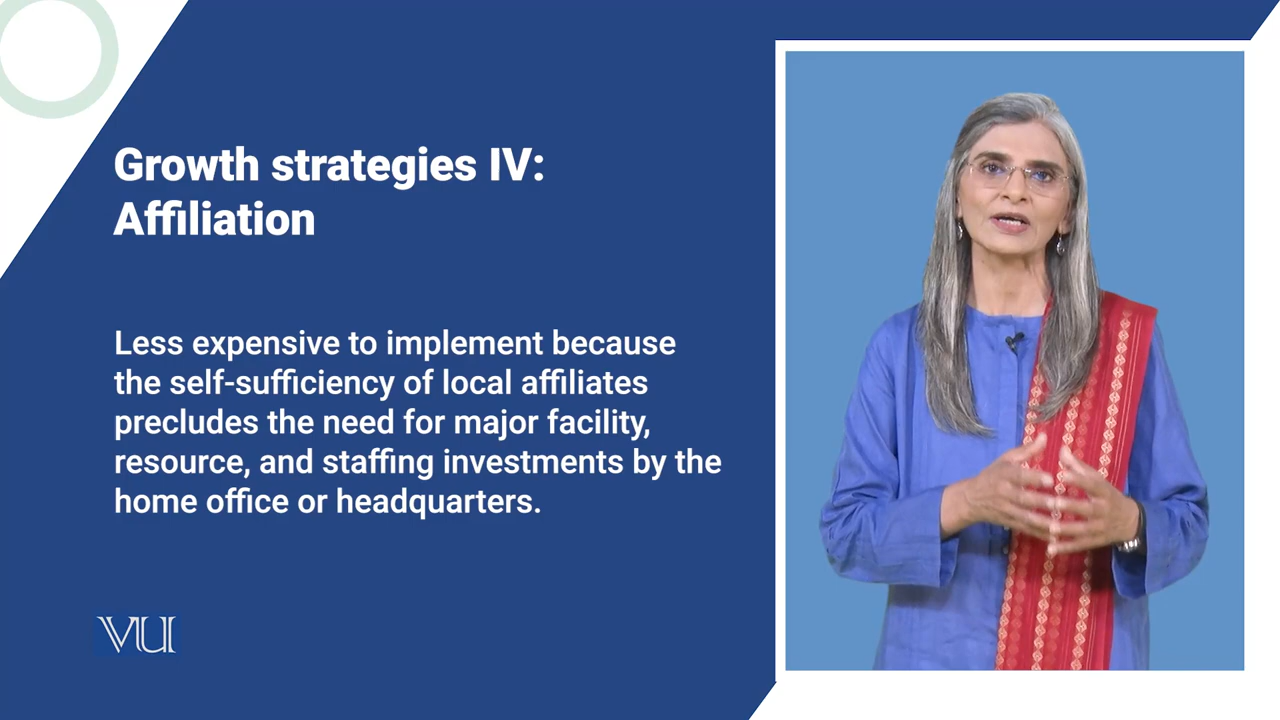 Growth strategies IV:
Affiliation
Less expensive to implement because
the self-sufficiency of local affiliates
precludes the need for major facility,
resource, and staffing investments by the
home office or headquarters.
VU